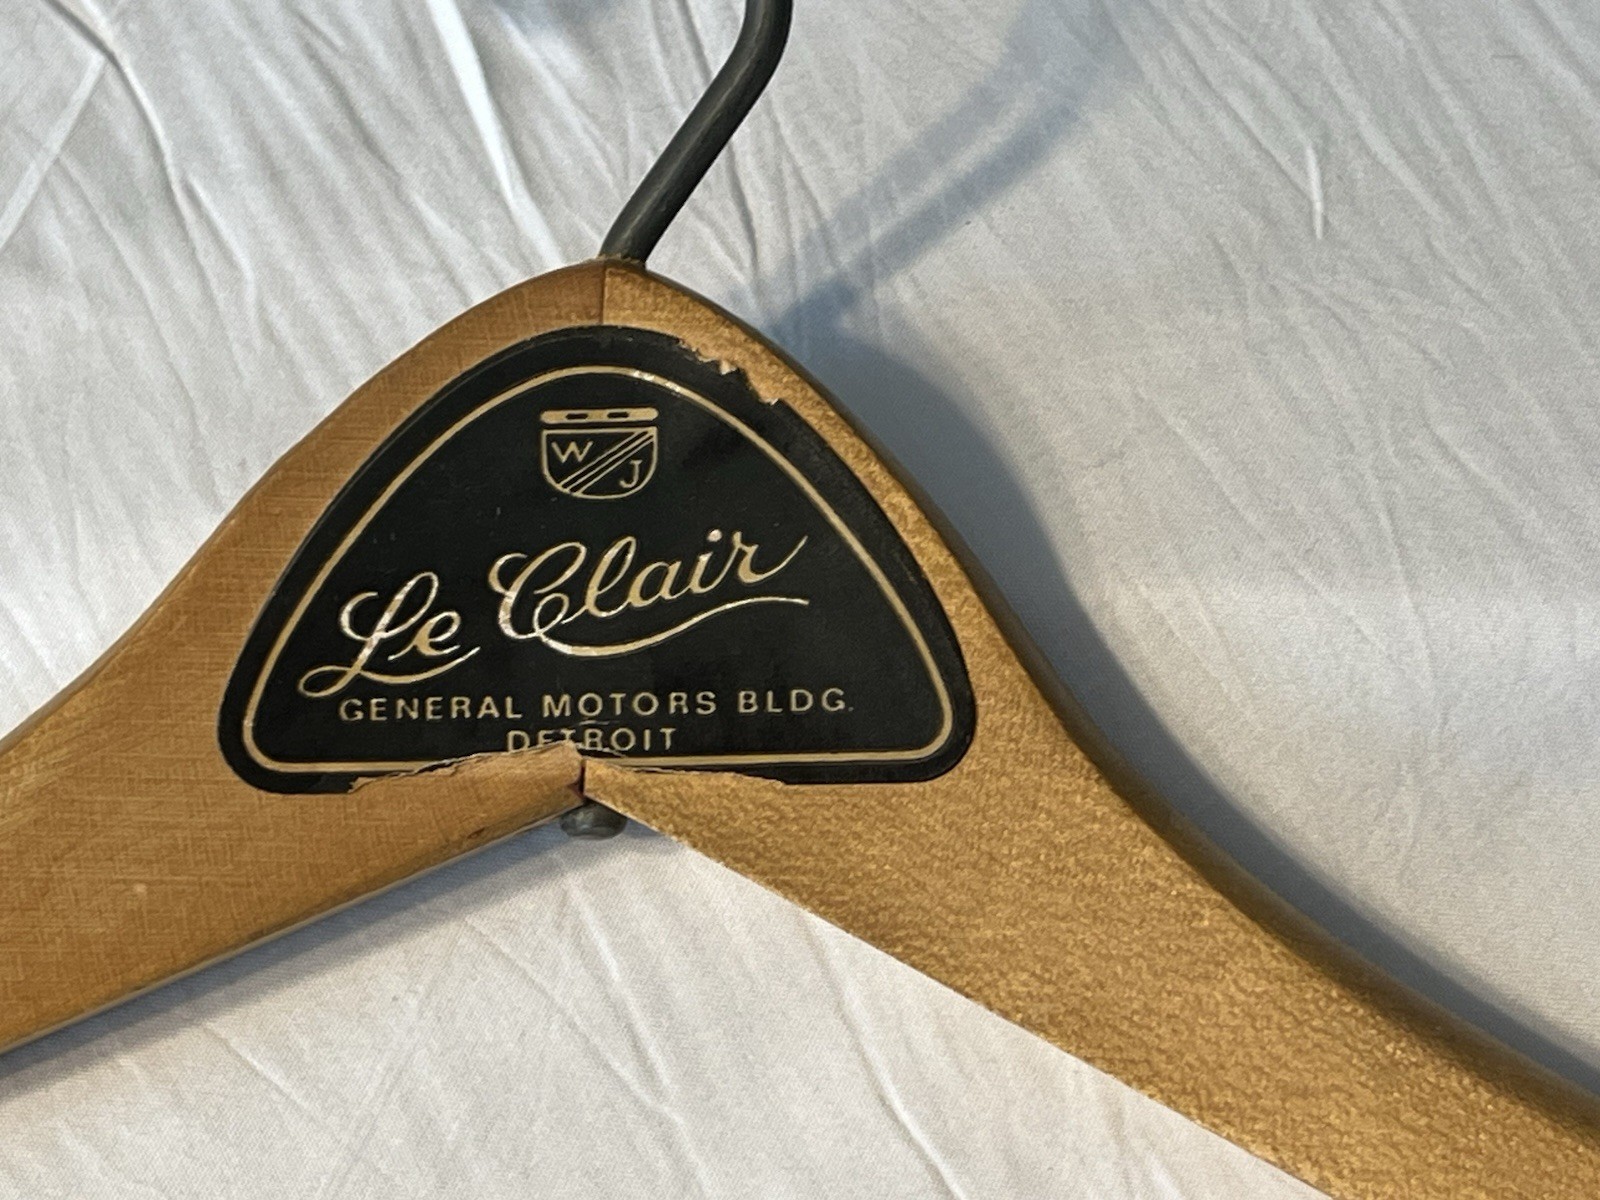 W J
Le Clair
GENERAL MOTORS BLDG.
DETROIT